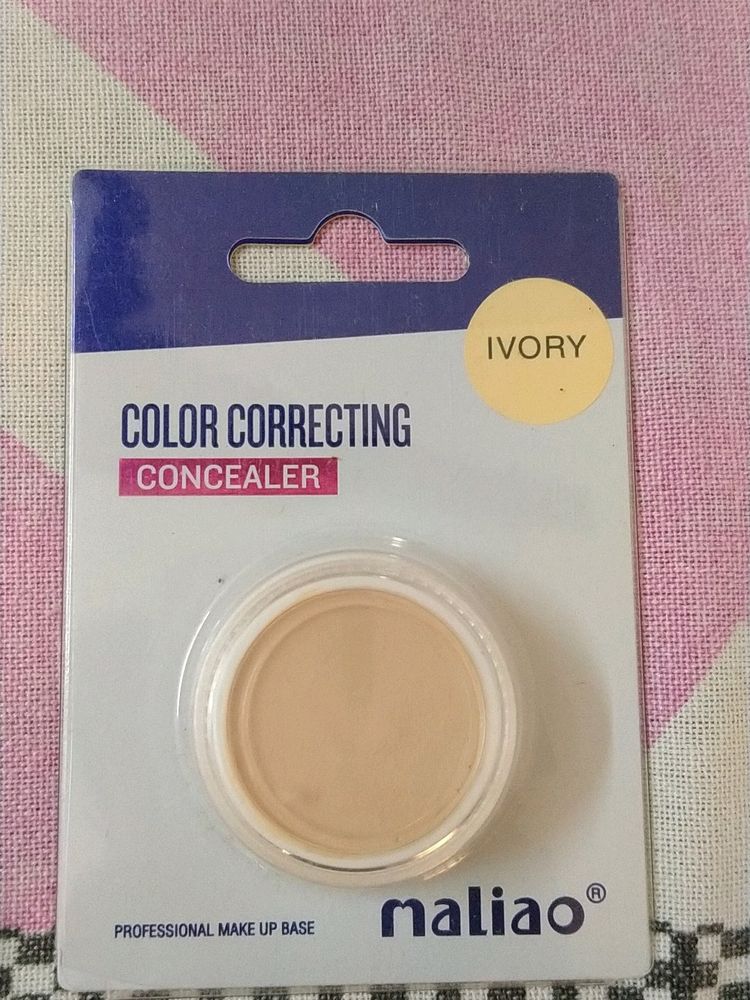 IVORY
COLOR CORRECTING
CONCEALER
PROFESSIONAL MAKE UP BASE
maliao®